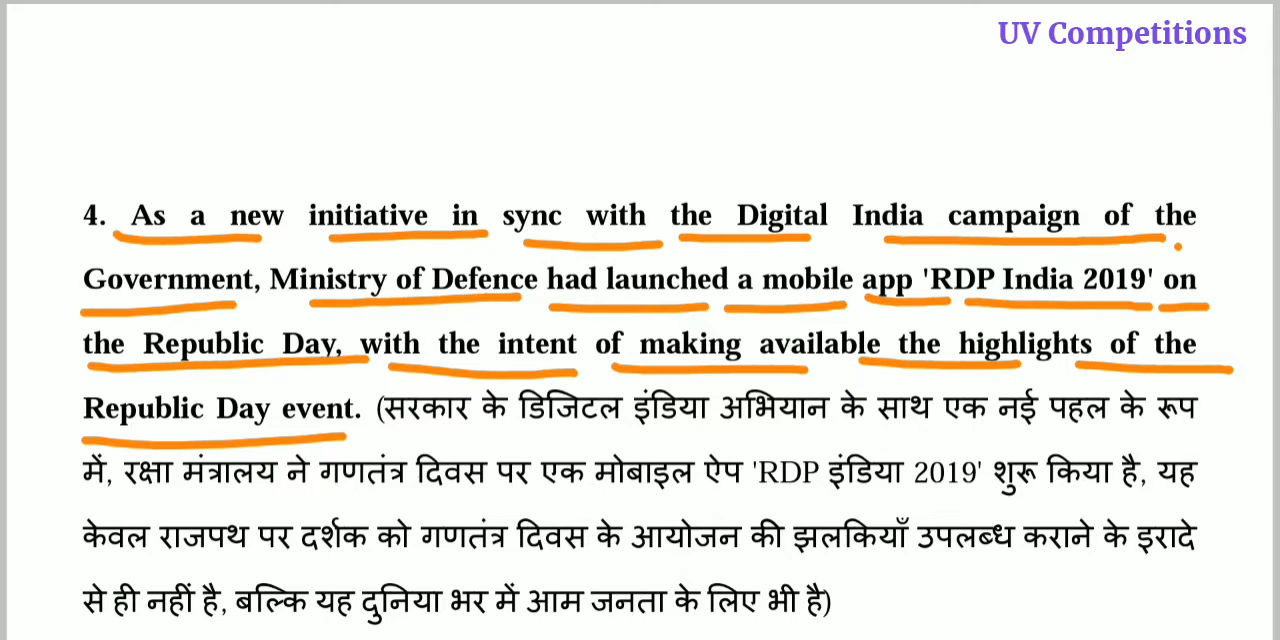 UV Competitions
4. As a new initiative in sync with the Digital India campaign of the
Government, Ministry of Defence had launched a mobile app 'RDP India 2019' on
the Republic Day, with the intent of making available the highlights of the
Republic Day event. (सरकार के डिजिटल इंडिया अभियान के साथ एक नई पहल के रूप
में, रक्षा मंत्रालय ने गणतंत्र दिवस पर एक मोबाइल ऐप 'RDP इंडिया 2019' शुरू किया है, यह
केवल राजपथ पर दर्शक को गणतंत्र दिवस के आयोजन की झलकियाँ उपलब्ध कराने के इरादे
से ही नहीं है, बल्कि यह दुनिया भर में आम जनता के लिए भी है)